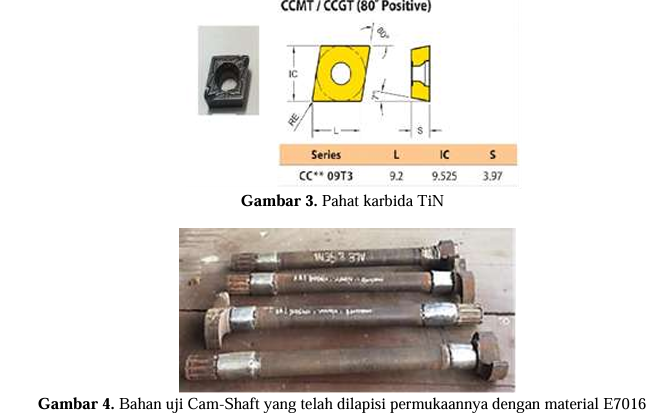 CCMT / CCGT (80° Positive)
80°
IC
7°
RE
L
S
Series L IC S
CC** 09T3 9.2 9.525 3.97
Gambar 3. Pahat karbida TiN
Gambar 4. Bahan uji Cam-Shaft yang telah dilapisi permukaannya dengan material E7016